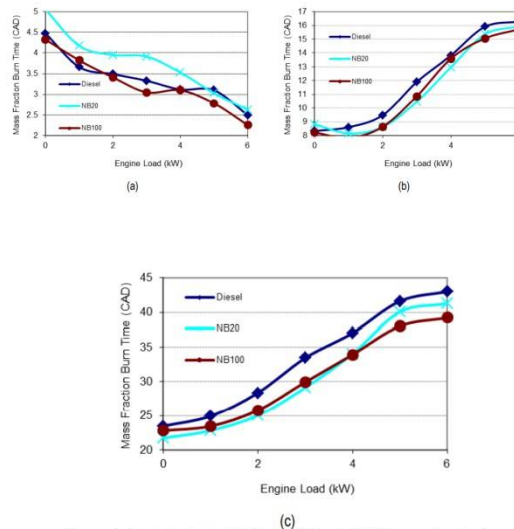 5
4.5
4
3.5
3
2.5
2
Mass Fraction Burn Time (CAD)
Diesel
NB20
NB100
0
2
4
6
Engine Load (kW)
(a)
17
16
15
14
13
12
11
10
9
8
Mass Fraction Burn Time (CAD)
Diesel
NB20
NB100
0
2
4
Engine Load (kW)
(b)
45
40
35
30
25
20
Mass Fraction Burn Time (CAD)
Diesel
NB20
NB100
0
2
4
6
Engine Load (kW)
(c)